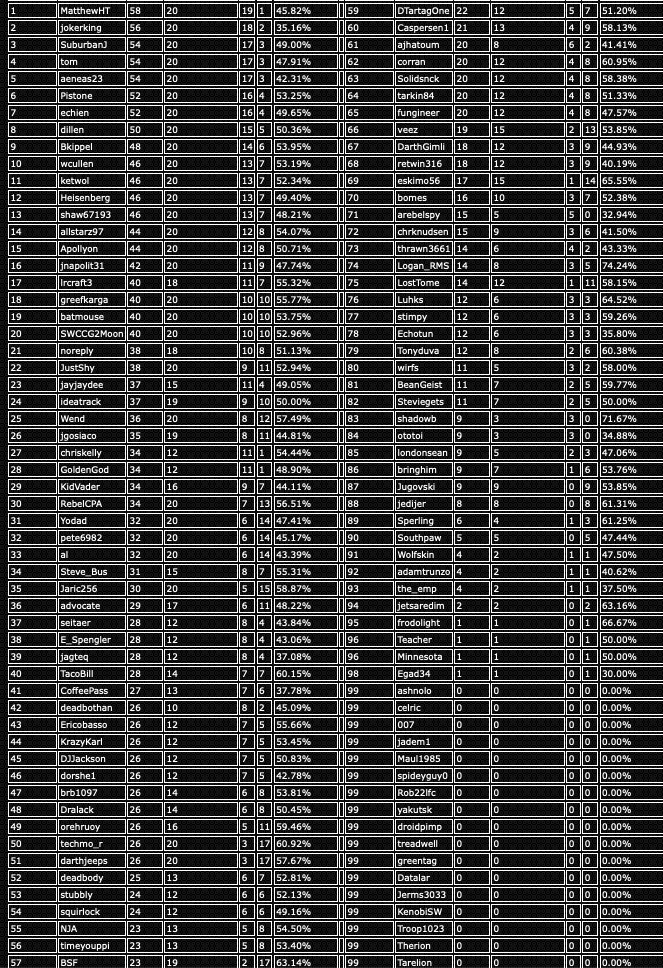 1 MatthewHT 58 20 19 1 45.82% 59 DTartagOne 22 12 5 7 51.20%
2 jokerking 56 20 18 2 35.16% 60 Caspersen1 21 13 4 9 58.13%
3 SuburbanJ 54 20 17 3 49.00% 61 ajhatoum 20 8 6 2 41.41%
4 tom 54 20 17 3 47.91% 62 corran 20 12 4 8 60.95%
5 aeneas23 54 20 17 3 42.31% 63 Solidsnck 20 12 4 8 58.38%
6 Pistone 52 20 16 4 53.25% 64 tarkin84 20 12 4 8 51.33%
7 echien 52 20 16 4 49.65% 65 fungineer 20 12 4 8 47.57%
8 dillen 50 20 15 5 50.36% 66 veez 19 15 2 13 53.85%
9 Bkippel 48 20 14 6 53.95% 67 DarthGimli 18 12 3 9 44.93%
10 wcullen 46 20 13 7 53.19% 68 retwin316 18 12 3 9 40.19%
11 ketwol 46 20 13 7 52.34% 69 eskimo56 17 15 1 14 65.55%
12 Heisenberg 46 20 13 7 49.40% 70 bomes 16 10 3 7 52.38%
13 shaw67193 46 20 13 7 48.21% 71 arebelspy 15 5 5 0 32.94%
14 allstarz97 44 20 12 8 54.07% 72 chrknudsen 15 9 3 6 41.50%
15 Apollyon 44 20 12 8 50.71% 73 thrawn3661 14 6 4 2 43.33%
16 jnapolit31 42 20 11 9 47.74% 74 Logan_RMS 14 8 3 5 74.24%
17 lrcraft3 40 18 11 7 55.32% 75 LostTome 14 12 1 11 58.15%
18 greefkarga 40 20 10 10 55.77% 76 Luhks 12 6 3 3 64.52%
19 batmouse 40 20 10 10 53.75% 77 stimpy 12 6 3 3 59.26%
20 SWCCG2Moon 40 20 10 10 52.96% 78 Echotun 12 6 3 3 35.80%
21 noreply 38 18 10 8 51.13% 79 Tonyduva 12 8 2 6 60.38%
22 JustShy 38 20 9 11 52.94% 80 wirfs 11 5 3 2 58.00%
23 jayjaydee 37 15 11 4 49.05% 81 BeanGeist 11 7 2 5 59.77%
24 ideatrack 37 19 9 10 50.00% 82 Steviegets 11 7 2 5 50.00%
25 Wend 36 20 8 12 57.49% 83 shadowb 9 3 3 0 71.67%
26 jgosiaco 35 19 8 11 44.81% 84 ototoi 9 3 3 0 34.88%
27 chriskelly 34 12 11 1 54.44% 85 londonsean 9 5 2 3 47.06%
28 GoldenGod 34 12 11 1 48.90% 86 bringhim 9 7 1 6 53.76%
29 KidVader 34 16 9 7 44.11% 87 Jugovski 9 9 0 9 53.85%
30 RebelCPA 34 20 7 13 56.51% 88 jedijer 8 8 0 8 61.31%
31 Yodad 32 20 6 14 47.41% 89 Sperling 6 4 1 3 61.25%
32 pete6982 32 20 6 14 45.17% 90 Southpaw 5 5 0 5 47.44%
33 al 32 20 6 14 43.39% 91 Wolfskin 4 2 1 1 47.50%
34 Steve_Bus 31 15 8 7 55.31% 92 adamtrunzo 4 2 1 1 40.62%
35 Jaric256 30 20 5 15 58.87% 93 the_emp 4 2 1 1 37.50%
36 advocate 29 17 6 11 48.22% 94 jetsaredim 2 2 0 2 63.16%
37 seitaer 28 12 8 4 43.84% 95 frodolight 1 1 0 1 66.67%
38 E_Spengler 28 12 8 4 43.06% 96 Teacher 1 1 0 1 50.00%
39 jagteq 28 12 8 4 37.08% 96 Minnesota 1 1 0 1 50.00%
40 TacoBill 28 14 7 7 60.15% 98 Egad34 1 1 0 1 30.00%
41 CoffeePass 27 13 7 6 37.78% 99 ashnolo 0 0 0 0 0.00%
42 deadbothan 26 10 8 2 45.09% 99 celric 0 0 0 0 0.00%
43 Ericobasso 26 12 7 5 55.66% 99 007 0 0 0 0 0.00%
44 KrazyKarl 26 12 7 5 53.45% 99 jadem1 0 0 0 0 0.00%
45 DJJackson 26 12 7 5 50.83% 99 Maul1985 0 0 0 0 0.00%
46 dorshe1 26 12 7 5 42.78% 99 spideyguy0 0 0 0 0 0.00%
47 brb1097 26 14 6 8 53.81% 99 Rob22lfc 0 0 0 0 0.00%
48 Dralack 26 14 6 8 50.45% 99 yakutsk 0 0 0 0 0.00%
49 orehruoy 26 16 5 11 59.46% 99 droidpimp 0 0 0 0 0.00%
50 techmo_r 26 20 3 17 60.92% 99 treadwell 0 0 0 0 0.00%
51 darthjeeps 26 20 3 17 57.67% 99 greentag 0 0 0 0 0.00%
52 deadbody 25 13 6 7 52.81% 99 Datalar 0 0 0 0 0.00%
53 stubbly 24 12 6 6 52.13% 99 Jerms3033 0 0 0 0 0.00%
54 squirlock 24 12 6 6 49.16% 99 KenobiSW 0 0 0 0 0.00%
55 NJA 23 13 5 8 54.50% 99 Troop1023 0 0 0 0 0.00%
56 timeyouppi 23 13 5 8 53.40% 99 Therion 0 0 0 0 0.00%
57 BSF 23 19 2 17 63.14% 99 Tarelion 0 0 0 0 0.00%